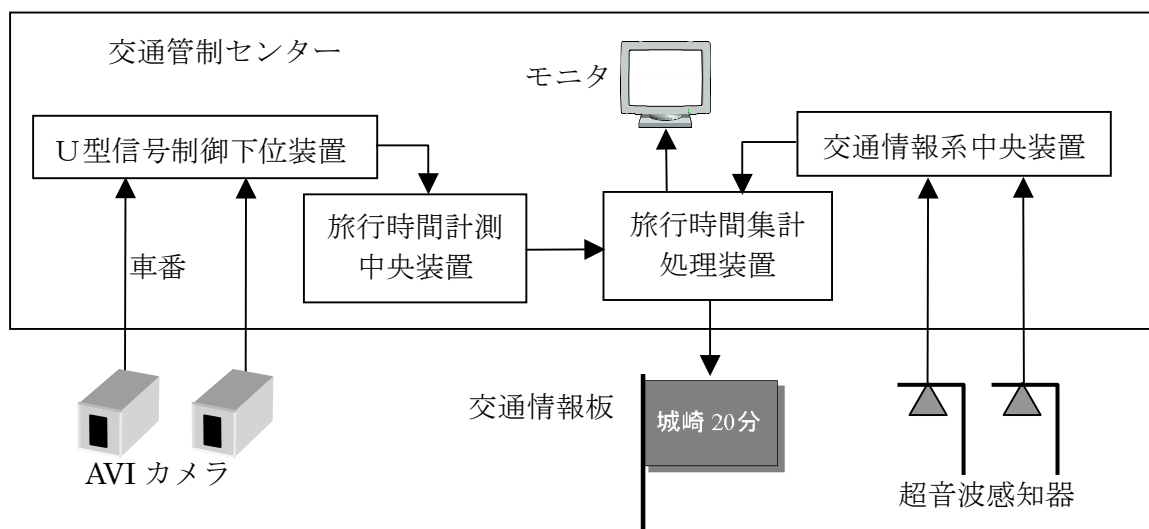 交通管制センター
モニタ
U型信号制御下位装置
交通情報系中央装置
旅行時間計測
中央装置
旅行時間集計
処理装置
車番
交通情報板
城崎 20分
AVI カメラ
超音波感知器